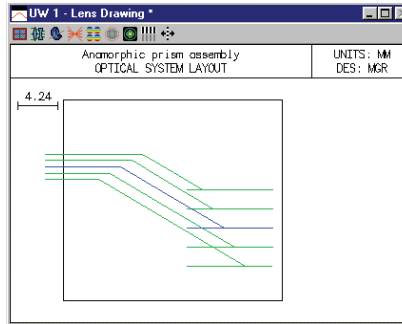 UW 1 - Lens Drawing *
Anamorphic prism assembly
OPTICAL SYSTEM LAYOUT
UNITS: MM
DES: MGR
4.24